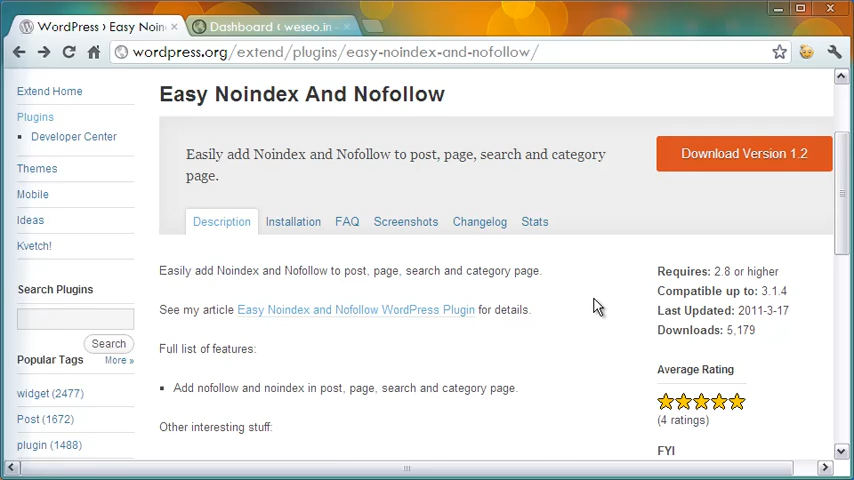 WordPress › Easy Noin
Dashboard ‹ weseo.in
wordpress.org/extend/plugins/easy-noindex-and-nofollow/
Extend Home
Plugins
Developer Center
Themes
Mobile
Ideas
Kvetch!
Search Plugins
Search
Popular Tags
More »
widget (2477)
Post (1672)
plugin (1488)
Easy Noindex And Nofollow
Easily add Noindex and Nofollow to post, page, search and category
page.
Download Version 1.2
Description Installation FAQ Screenshots Changelog Stats
Easily add Noindex and Nofollow to post, page, search and category page.
See my article Easy Noindex and Nofollow WordPress Plugin for details.
Full list of features:
Add nofollow and noindex in post, page, search and category page.
Other interesting stuff:
Requires: 2.8 or higher
Compatible up to: 3.1.4
Last Updated: 2011-3-17
Downloads: 5,179
Average Rating
(4 ratings)
FYI